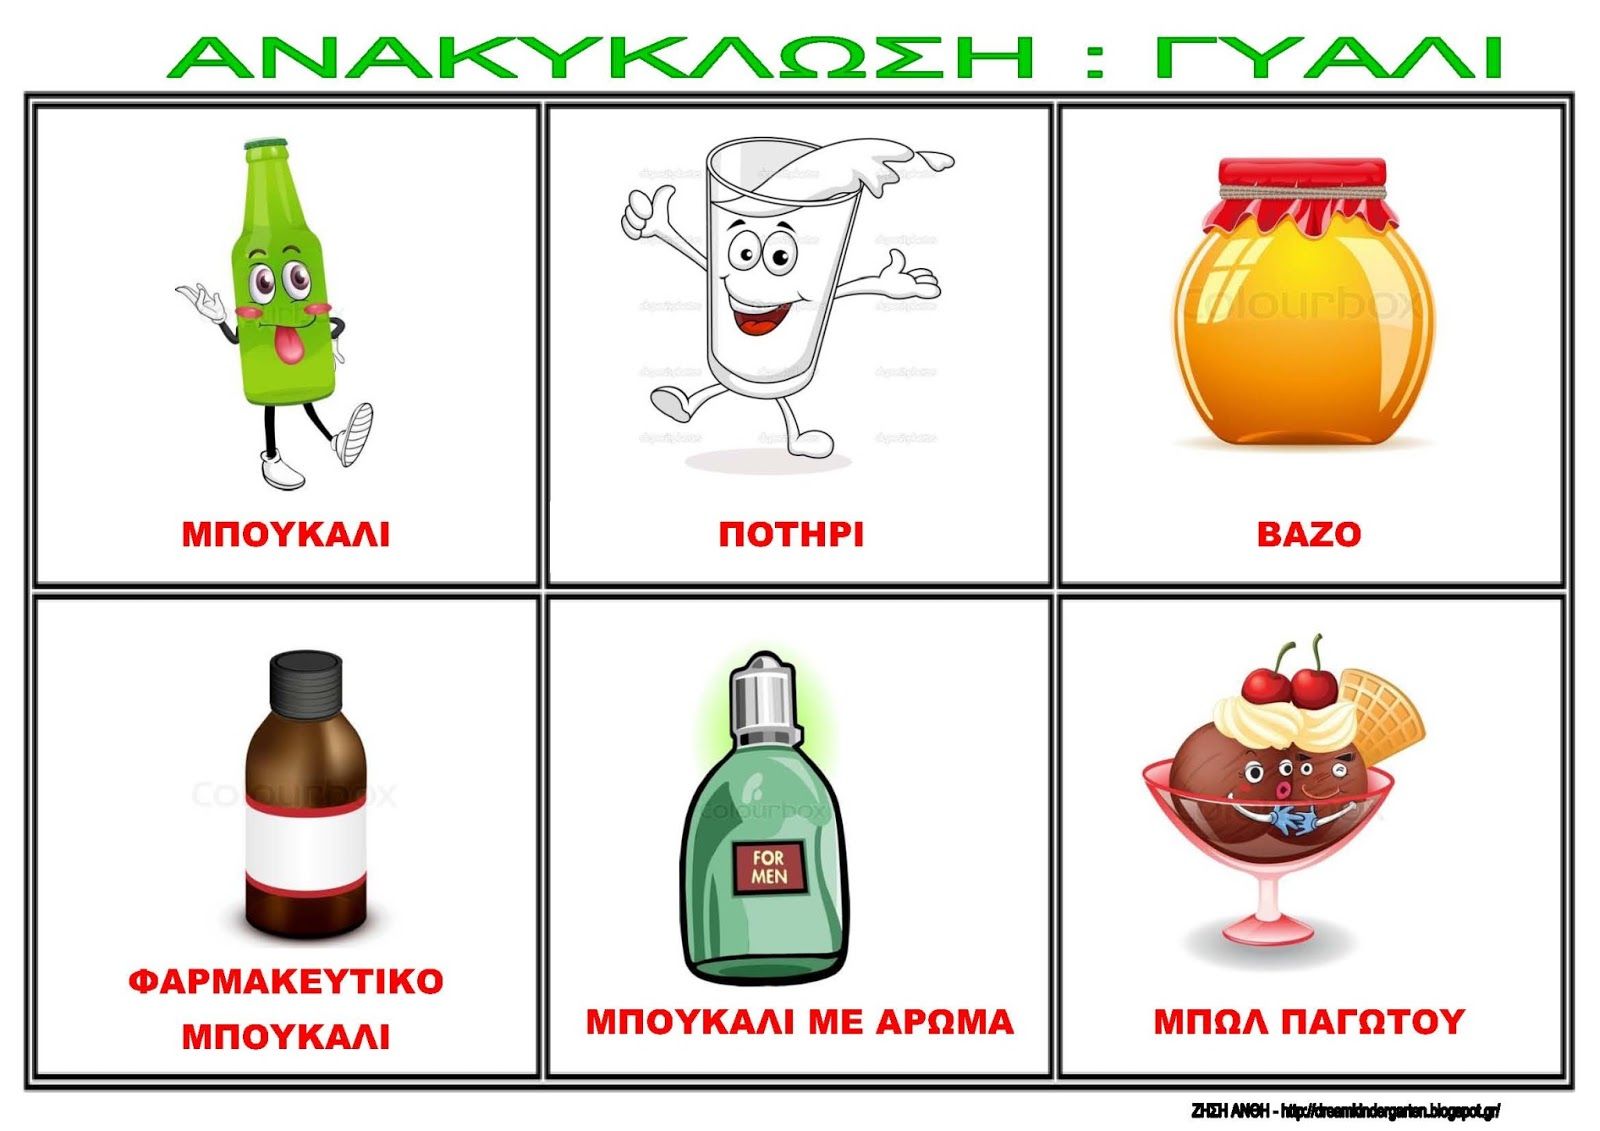 ΑΝΑΚΥΚΛΩΣΗ : ΓΥΑΛΙ
ΜΠΟΥΚΑΛΙ
ΠΟΤΗΡΙ
ΒΑΖΟ
colourbox
ΦΑΡΜΑΚΕΥΤΙΚΟ
ΜΠΟΥΚΑΛΙ
FOR
MEN
colourbox
ΜΠΟΥΚΑΛΙ ΜΕ ΑΡΩΜΑ
ΜΠΩΛ ΠΑΓΩΤΟΥ
ΖΗΣΗ ΑΝΘΗ - http://dreamkindergarten.blogspot.gr/